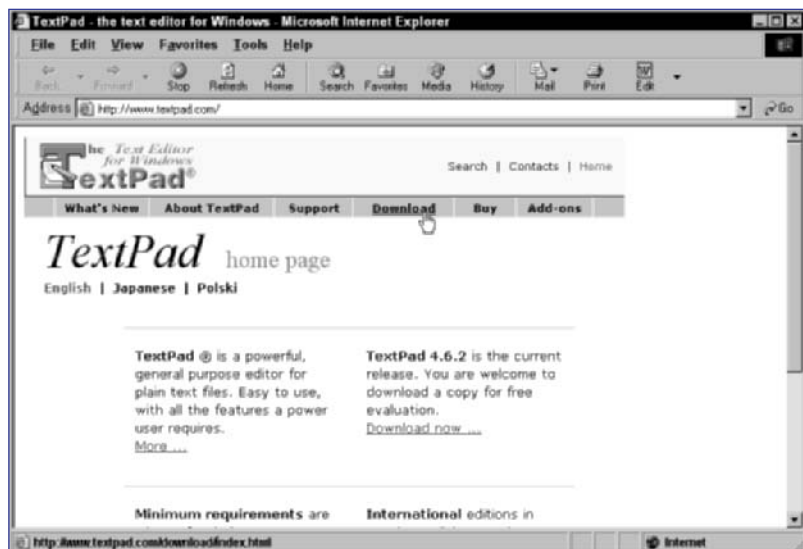 TextPad - the text editor for Windows - Microsoft Internet Explorer
File Edit View Favorites Tools Help
Back Forward Stop Refresh Home Search Favorites Media History Mail Print Edit
Address http://www.textpad.com/ Go
The Text Editor
for Windows
TextPad®
Search | Contacts | Home
What's New About TextPad Support Download Buy Add-ons
TextPad home page
English | Japanese | Polski
TextPad ® is a powerful,
general purpose editor for
plain text files. Easy to use,
with all the features a power
user requires.
More ...
TextPad 4.6.2 is the current
release. You are welcome to
download a copy for free
evaluation.
Download now ...
Minimum requirements are
International editions in
http://www.textpad.com/download/index.html Internet